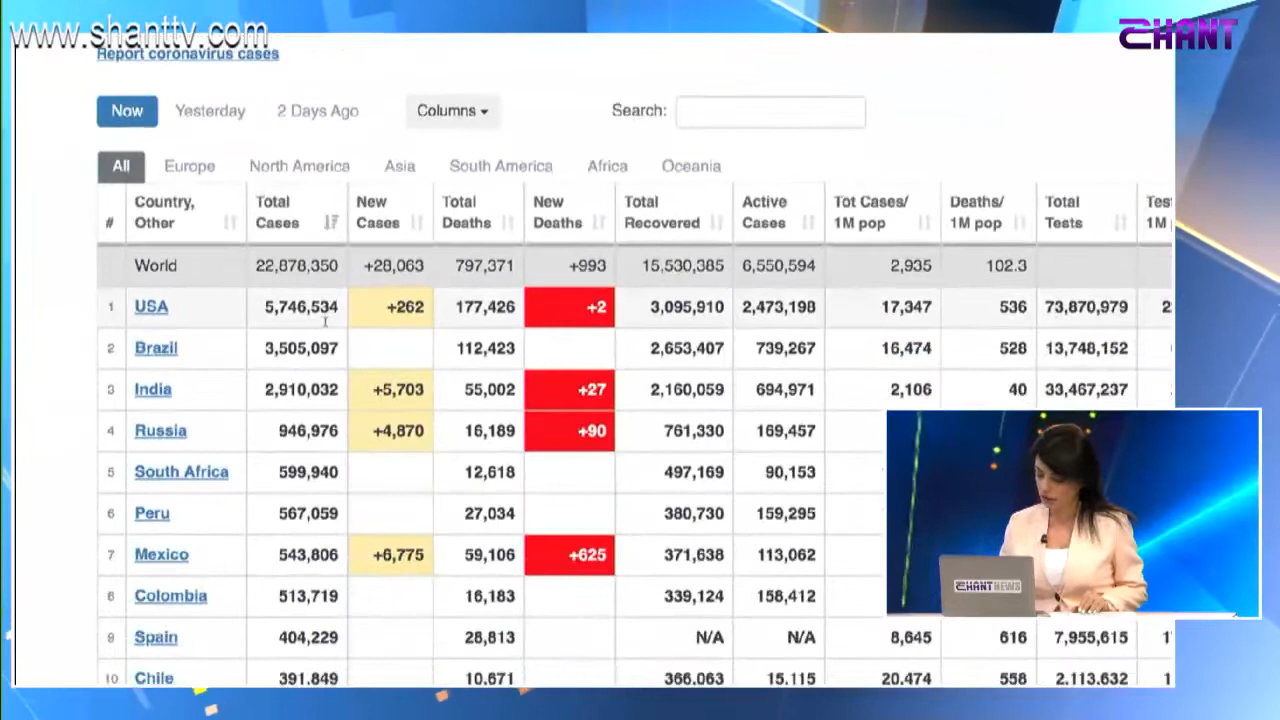 www.shanttv.com
SHANT
Report coronavirus cases
Now Yesterday 2 Days Ago Columns Search:
All Europe North America Asia South America Africa Oceania
# Country, Other Total Cases New Cases Total Deaths New Deaths Total Recovered Active Cases Tot Cases/ 1M pop Deaths/ 1M pop Total Tests 1M
World 22,878,350 +28,063 797,371 +993 15,530,385 6,550,594 2,935 102.3
1 USA 5,746,534 +262 177,426 +2 3,095,910 2,473,198 17,347 536 73,870,979
2 Brazil 3,505,097 112,423 2,653,407 739,267 16,474 528 13,748,152
3 India 2,910,032 +5,703 55,002 +27 2,160,059 694,971 2,106 40 33,467,237
4 Russia 946,976 +4,870 16,189 +90 761,330 169,457
5 South Africa 599,940 12,618 497,169 90,153
6 Peru 567,059 27,034 380,730 159,295
7 Mexico 543,806 +6,775 59,106 +625 371,638 113,062
8 Colombia 513,719 16,183 339,124 158,412
9 Spain 404,229 28,813 N/A N/A 8,645 616 7,955,615
10 Chile 391,849 10,671 366,063 15,115 20,474 558 2,113,632
SHANT NEWS